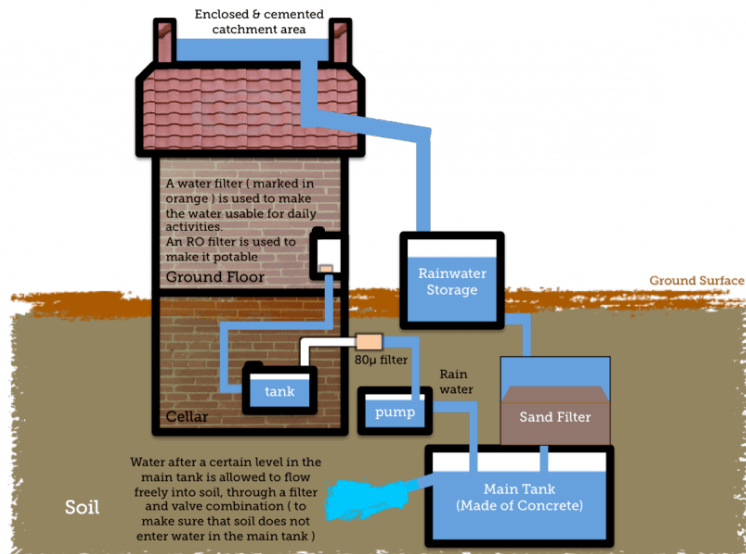 Enclosed & cemented
catchment area
A water filter ( marked in
orange ) is used to make
the water usable for daily
activities.
An RO filter is used to
make it potable
Ground Floor
Rainwater
Storage
Ground Surface
80µ filter
Rain
water
tank
pump
Sand Filter
Cellar
Water after a certain level in the
main tank is allowed to flow
freely into soil, through a filter
and valve combination ( to
make sure that soil does not
enter water in the main tank )
Soil
Main Tank
(Made of Concrete)